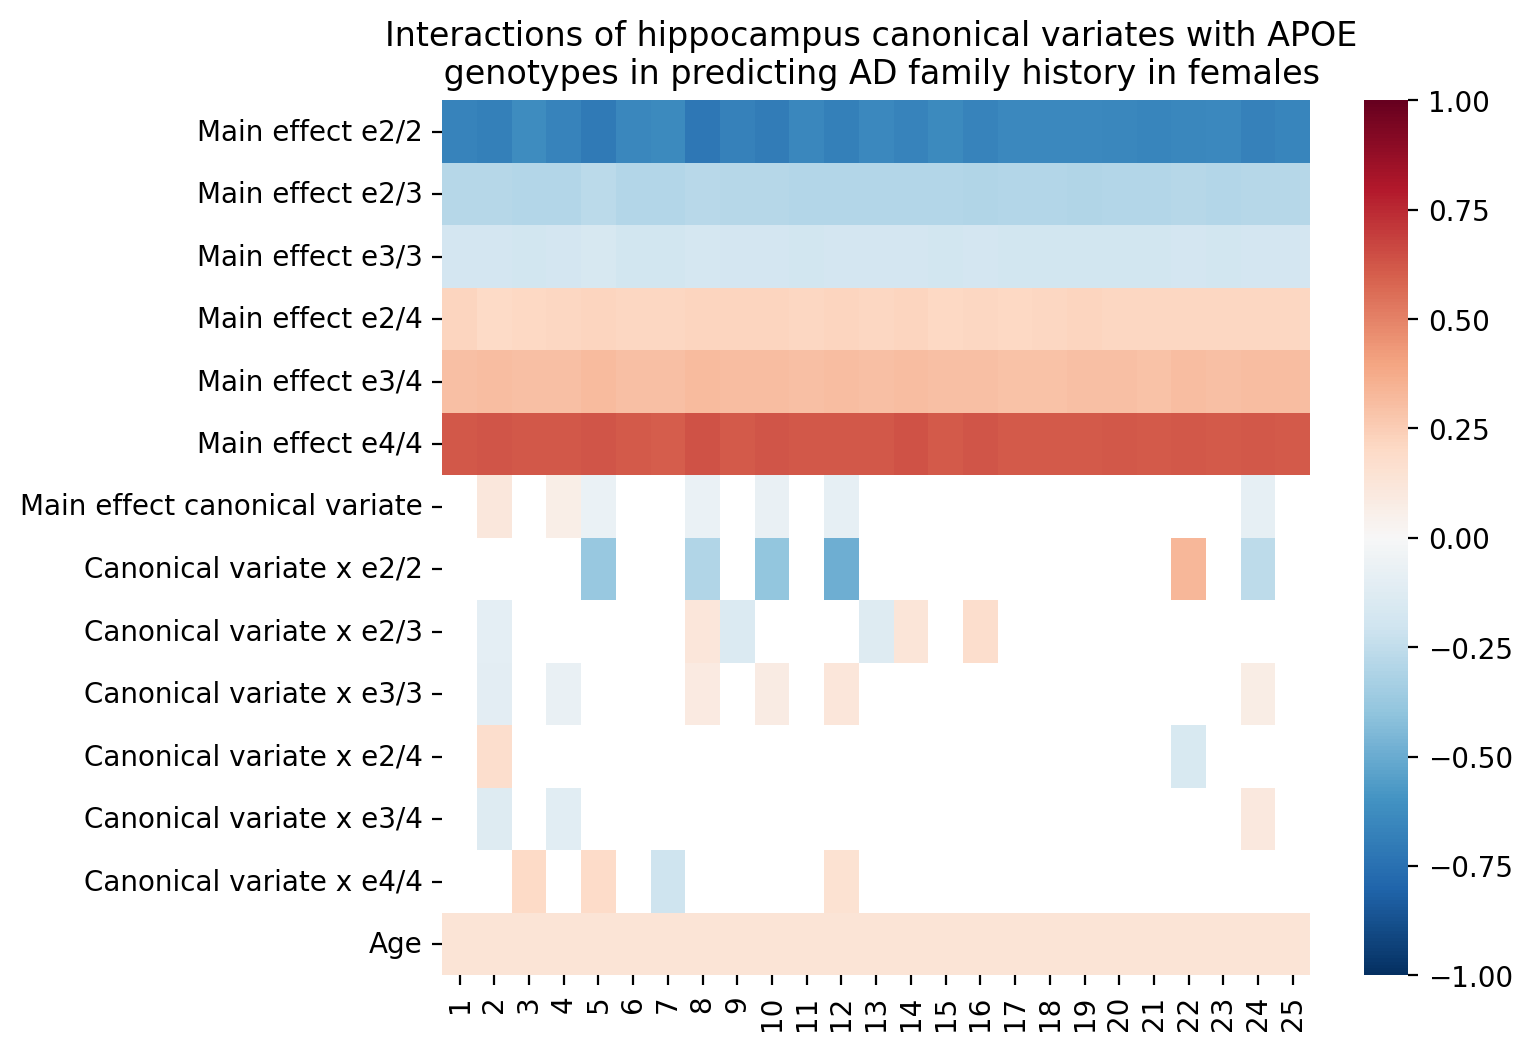 Interactions of hippocampus canonical variates with APOE
genotypes in predicting AD family history in females
Main effect e2/2
Main effect e2/3
Main effect e3/3
Main effect e2/4
Main effect e3/4
Main effect e4/4
Main effect canonical variate
Canonical variate x e2/2
Canonical variate x e2/3
Canonical variate x e3/3
Canonical variate x e2/4
Canonical variate x e3/4
Canonical variate x e4/4
Age
1 2 3 4 5 6 7 8 9 10 11 12 13 14 15 16 17 18 19 20 21 22 23 24 25
1.00
0.75
0.50
0.25
0.00
−0.25
−0.50
−0.75
−1.00